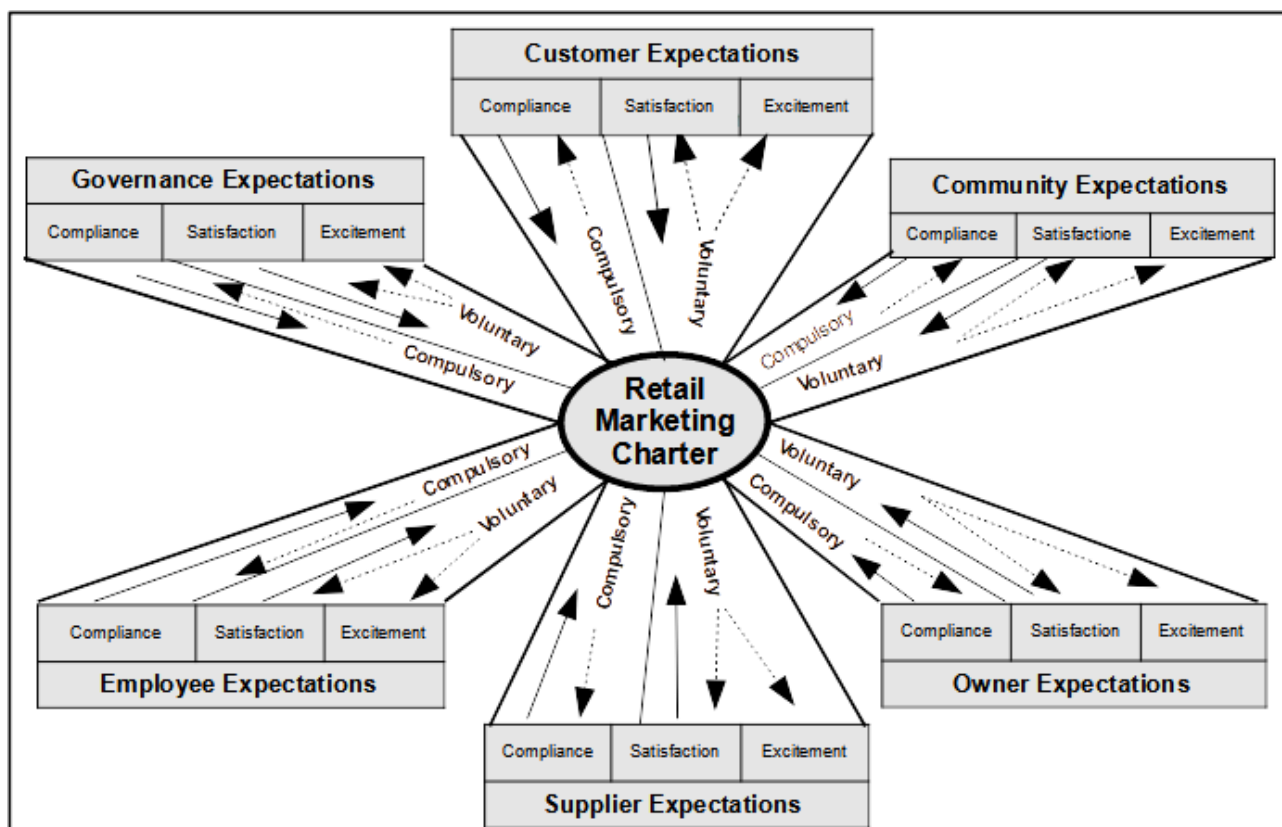 Customer Expectations
Compliance Satisfaction Excitement
Governance Expectations
Compliance Satisfaction Excitement
Community Expectations
Compliance Satisfactione Excitement
Compulsory
Voluntary
Voluntary
Compulsory
Compulsory
Voluntary
Retail
Marketing
Charter
Compulsory
Voluntary
Compulsory
Voluntary
Voluntary
Compulsory
Compliance Satisfaction Excitement
Employee Expectations
Compliance Satisfaction Excitement
Owner Expectations
Compliance Satisfaction Excitement
Supplier Expectations